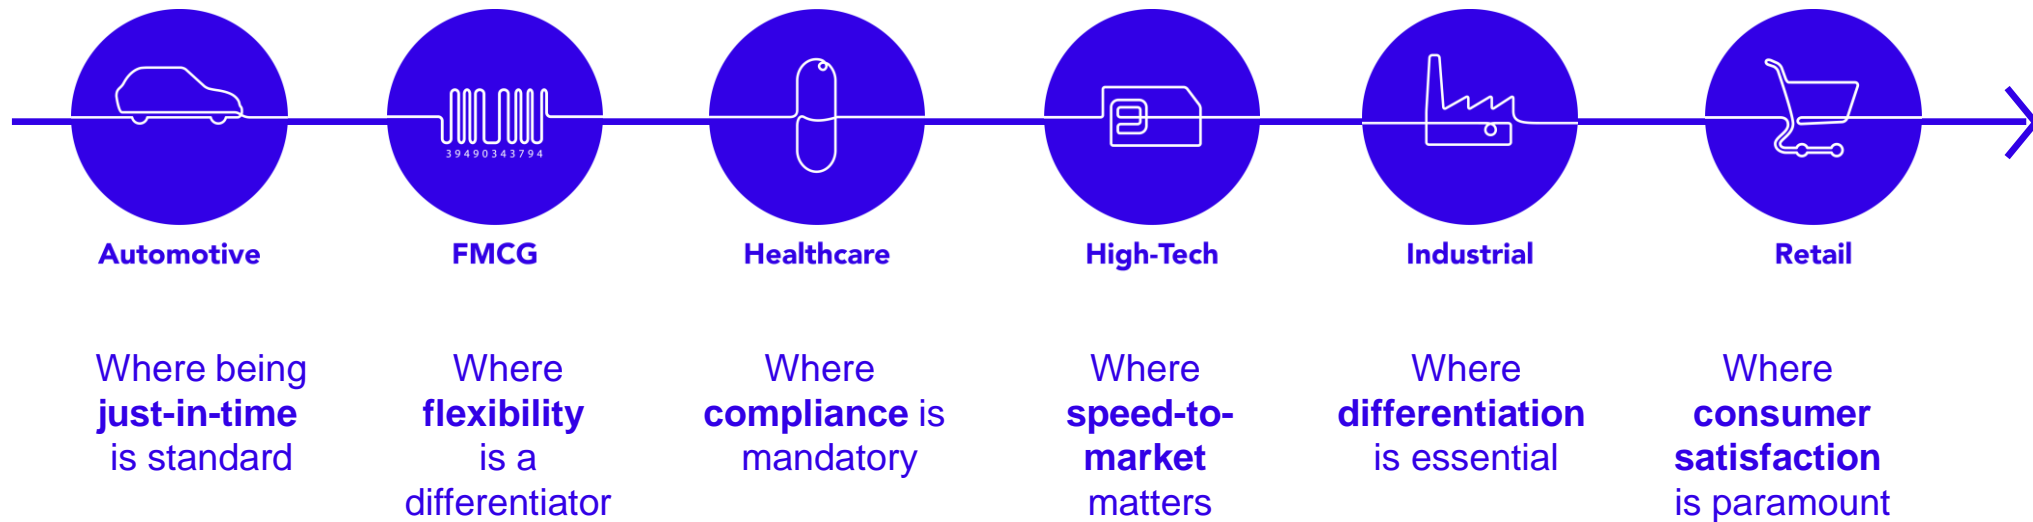 39490343794
Automotive
FMCG
Healthcare
High-Tech
Industrial
Retail
Where being
just-in-time
is standard
Where
flexibility
is a
differentiator
Where
compliance is
mandatory
Where
speed-to-
market
matters
Where
differentiation
is essential
Where
consumer
satisfaction
is paramount